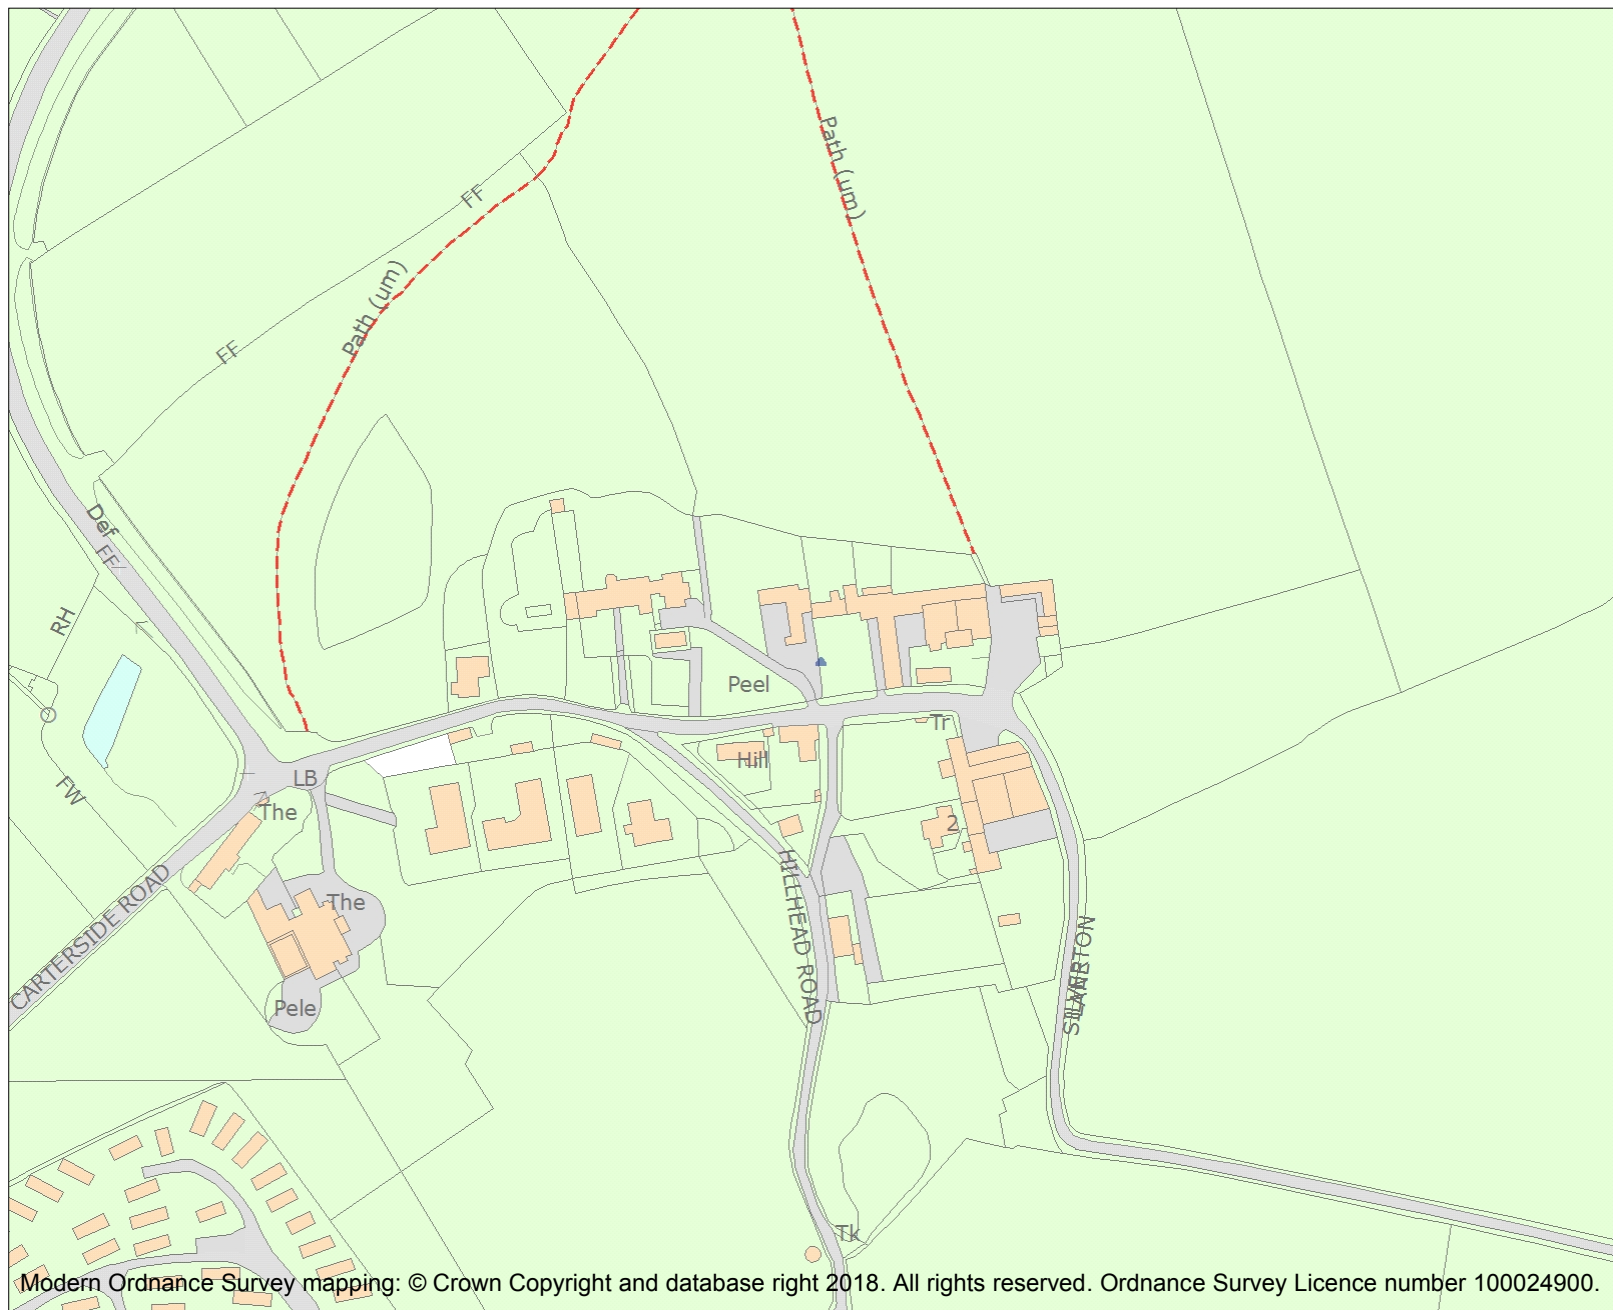 Path (um)
FF
Path (um)
FF
Def
FF
RH
Peel
Tr
Hill
LB
FW
The
2
HILLHEAD ROAD
CARTERSIDE ROAD
The
SILVERTON
LANE
Pele
Tk
Modern Ordnance Survey mapping: © Crown Copyright and database right 2018. All rights reserved. Ordnance Survey Licence number 100024900.